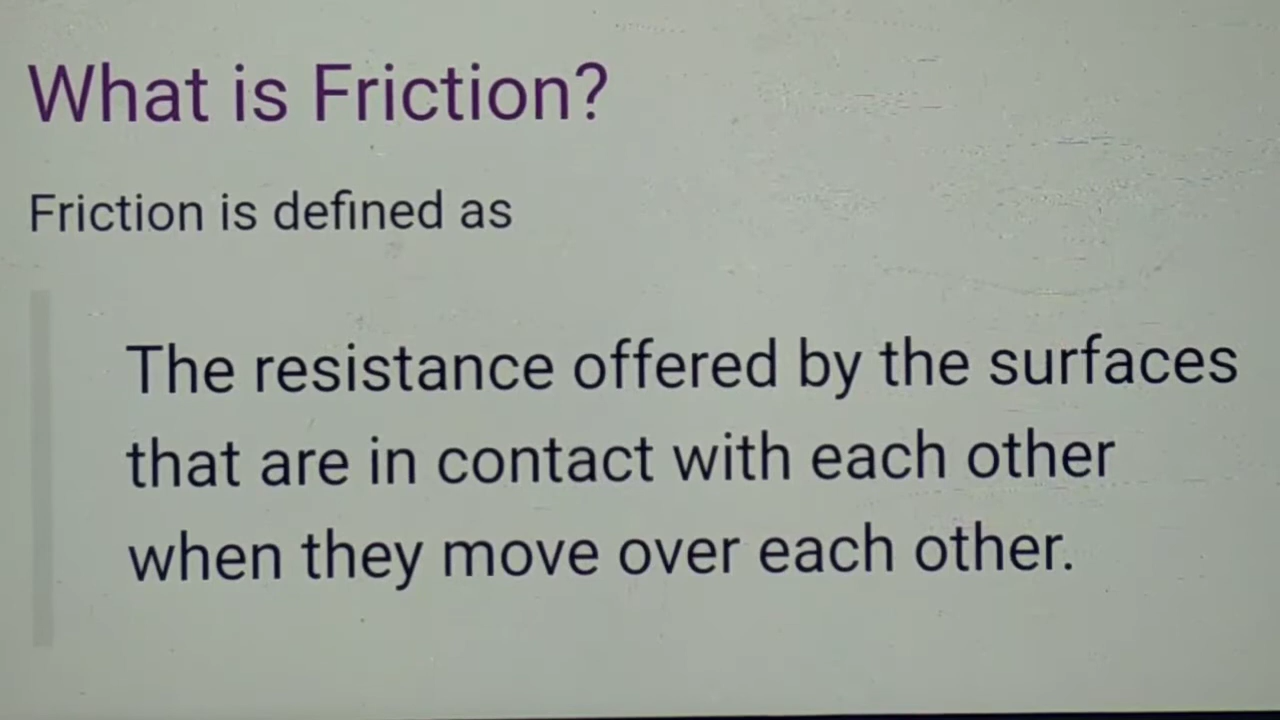 What is Friction?
Friction is defined as
The resistance offered by the surfaces
that are in contact with each other
when they move over each other.